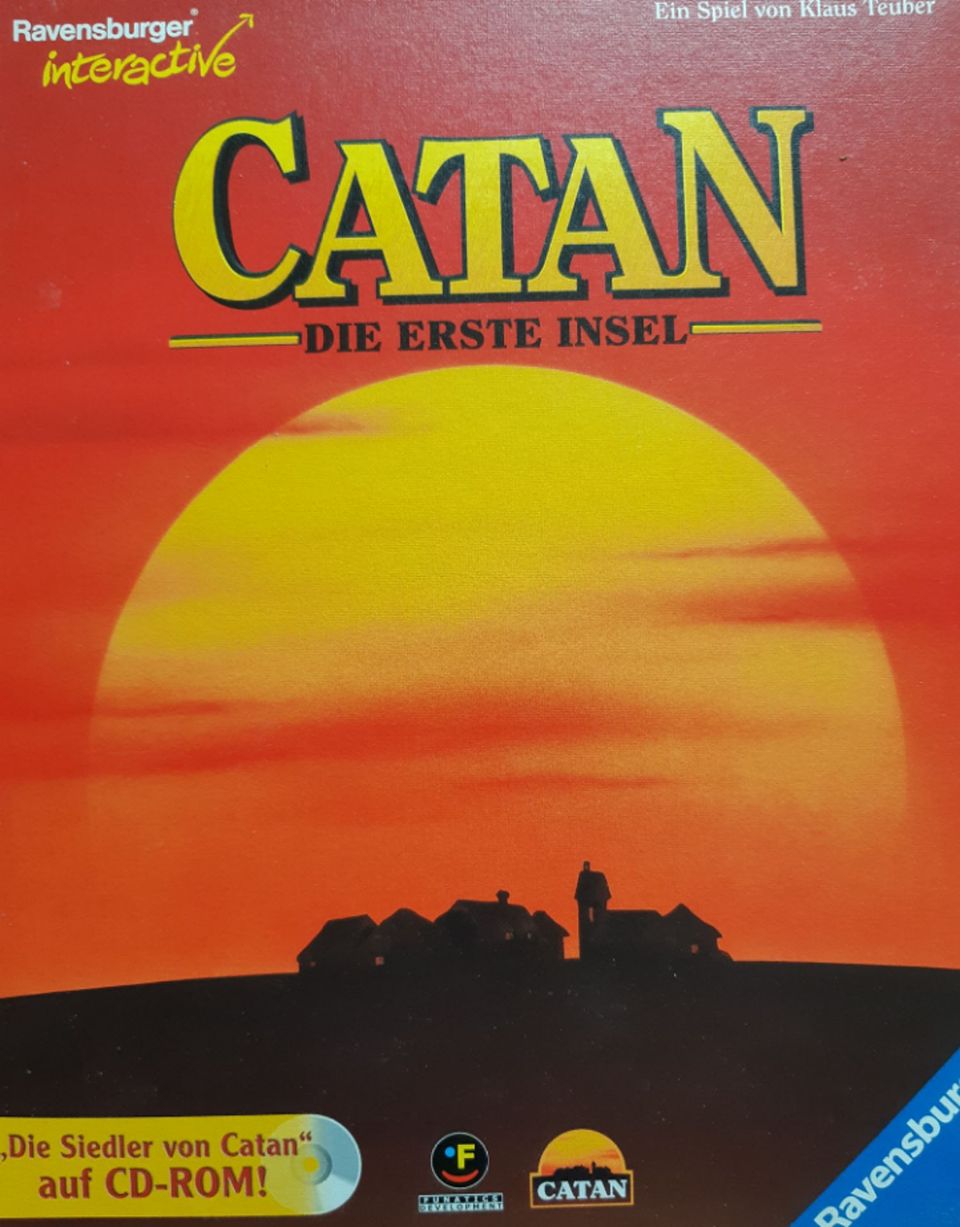 Ravensburger®
interactive
Ein Spiel von Klaus Teuber
CATAN
DIE ERSTE INSEL
„Die Siedler von Catan“
auf CD-ROM!
F
FUNATICS
DEVELOPMENT
CATAN
Ravensbur